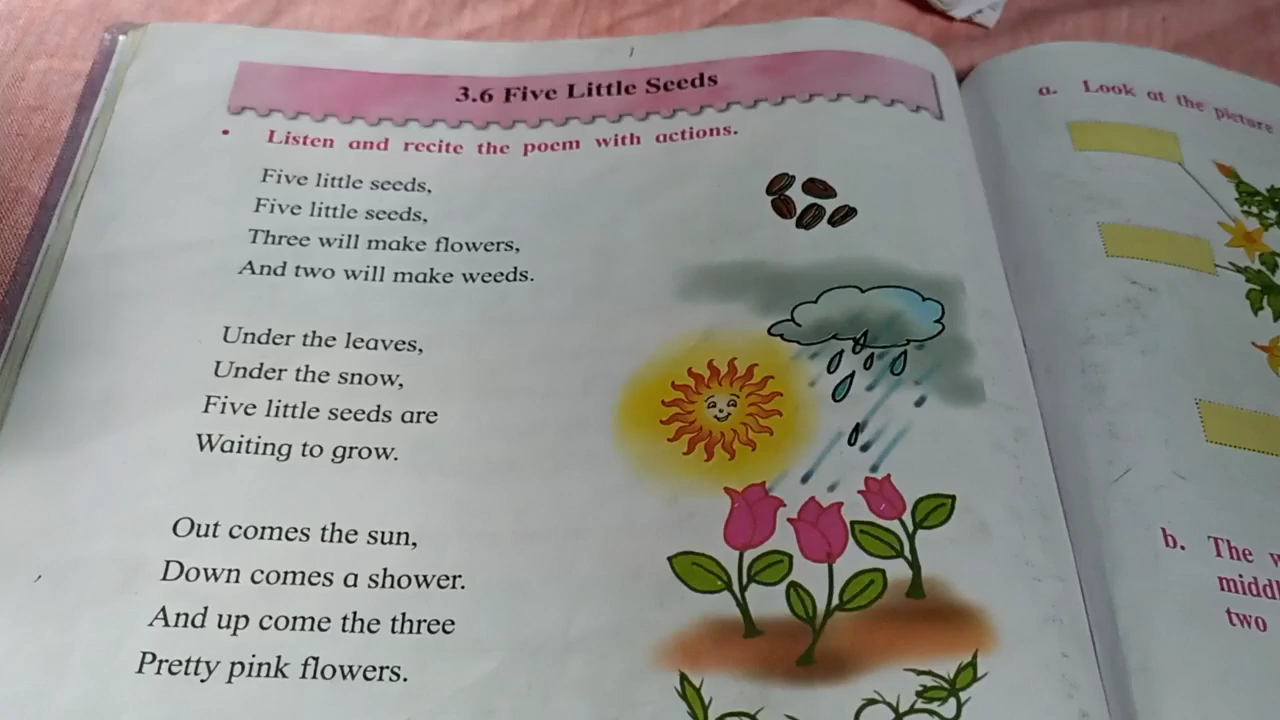 3.6 Five Little Seeds
• Listen and recite the poem with actions.
Five little seeds,
Five little seeds,
Three will make flowers,
And two will make weeds.
Under the leaves,
Under the snow,
Five little seeds are
Waiting to grow.
Out comes the sun,
Down comes a shower.
And up come the three
Pretty pink flowers.
a. Look at the picture
b. The
two